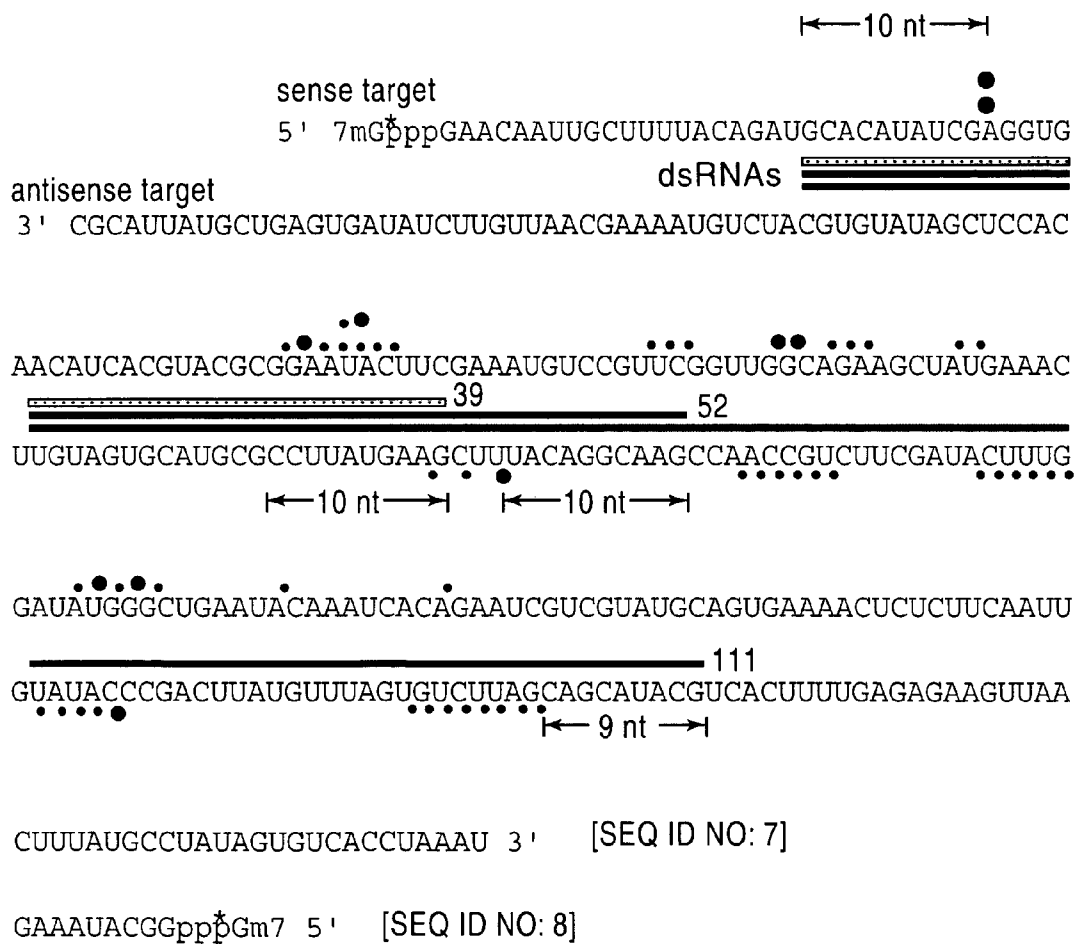 10 nt
sense target
5' 7mGpppGAACAAUUGCUUUUACAGAUGCACAUAUCGAGGUG
*
dsRNAs
antisense target
3' CGCAUUAUGCUGAGUGAUAUCUUGUUAACGAAAAUGUCUACGUGUAUAGCUCCAC
AACAUCACGUACGCGGAAUACUUCGAAAUGUCCGUUCGGUUGGCAGAAGCUAUGAAAC
39
52
UUGUAGUGCAUGCGCCUUAUGAAGCUUUACAGGCAAGCCAACCGUCUUCGAUACUUUG
10 nt 10 nt
GAUAUGGGCUGAAUACAAAUCACAGAAUCGUCGUAUGCAGUGAAAACUCUCUUCAAUU
111
GUAUACCCGACUUAUGUUUAGUGUCUUAGCAGCAUACGUCACUUUUGAGAGAAGUUAA
9 nt
CUUUAUGCCUAUAGUGUCACCUAAAU 3' [SEQ ID NO: 7]
*
GAAAUACGGpppGm7 5' [SEQ ID NO: 8]